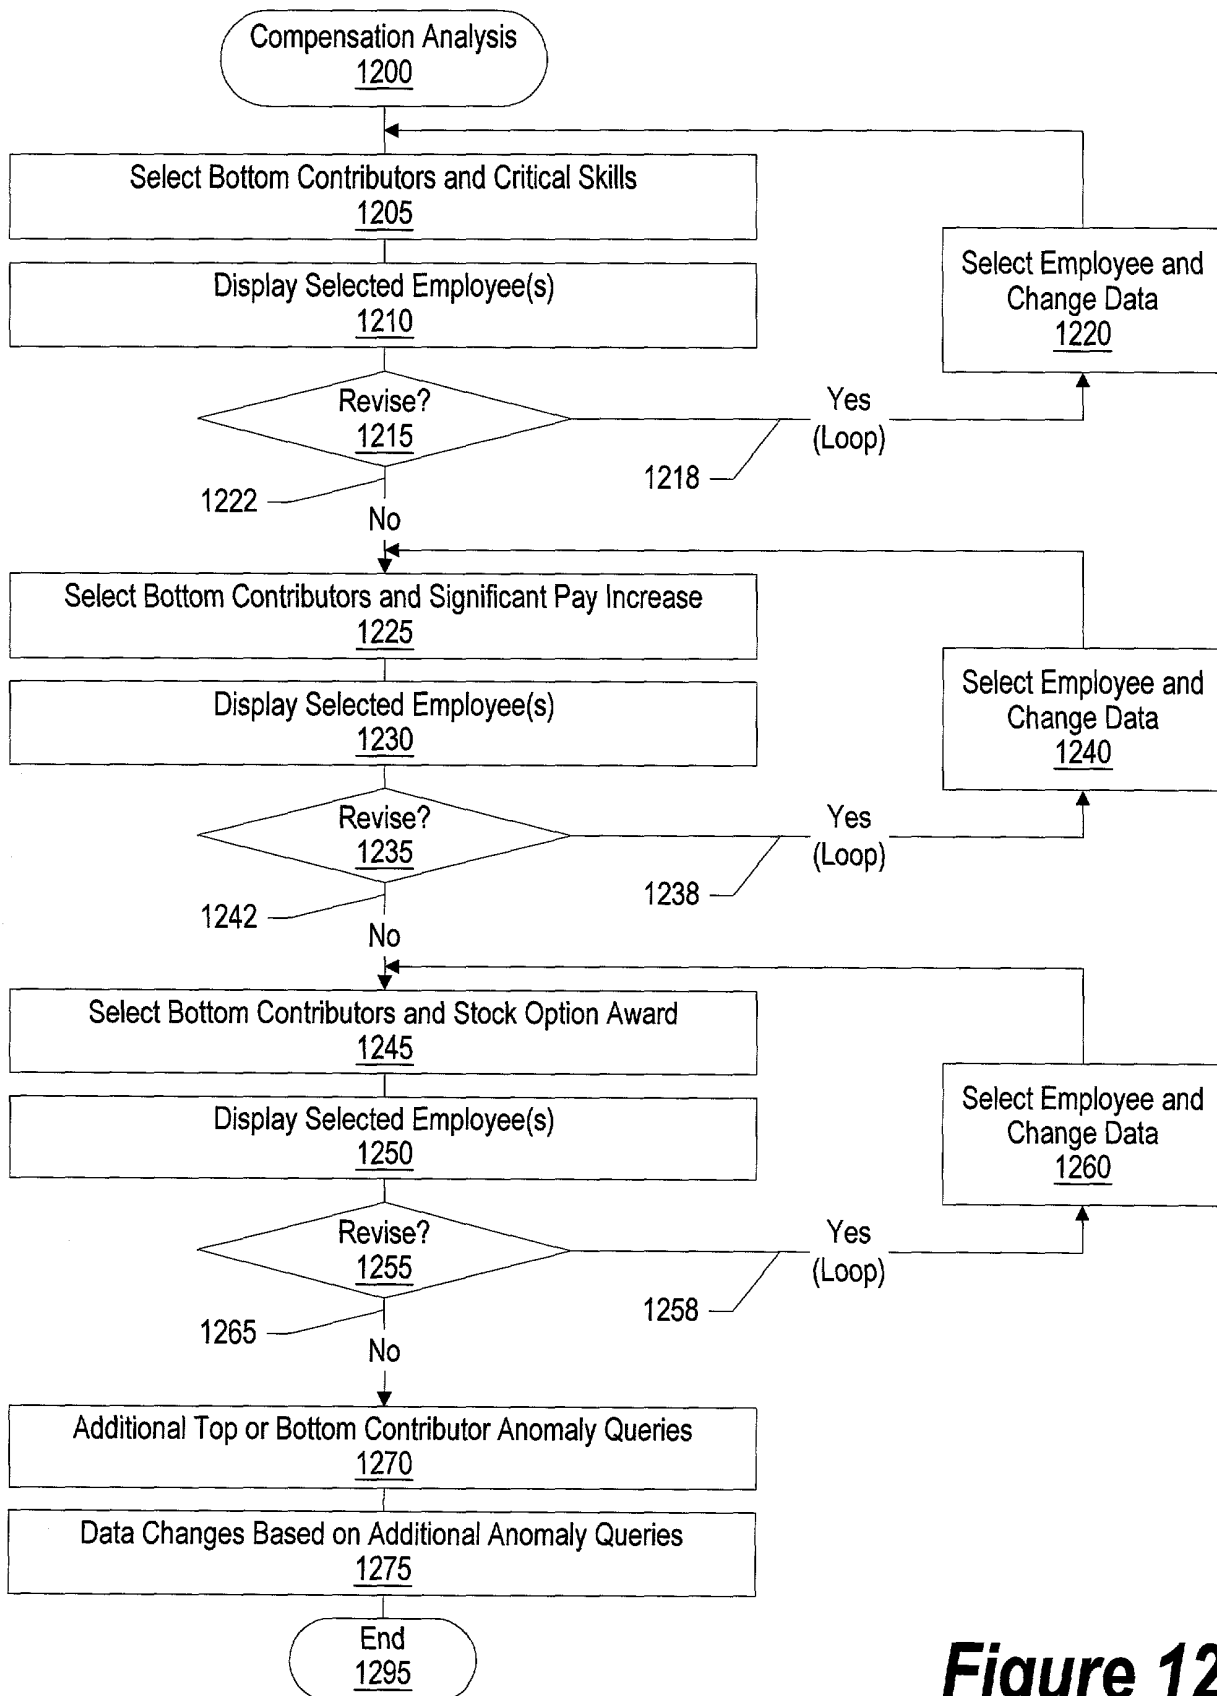 Compensation Analysis
1200
Select Bottom Contributors and Critical Skills
1205
Display Selected Employee(s)
1210
Select Employee and
Change Data
1220
Revise?
1215
Yes
(Loop)
1218
1222
No
Select Bottom Contributors and Significant Pay Increase
1225
Display Selected Employee(s)
1230
Select Employee and
Change Data
1240
Revise?
1235
Yes
(Loop)
1238
1242
No
Select Bottom Contributors and Stock Option Award
1245
Display Selected Employee(s)
1250
Select Employee and
Change Data
1260
Revise?
1255
Yes
(Loop)
1258
1265
No
Additional Top or Bottom Contributor Anomaly Queries
1270
Data Changes Based on Additional Anomaly Queries
1275
End
1295
Figure 12